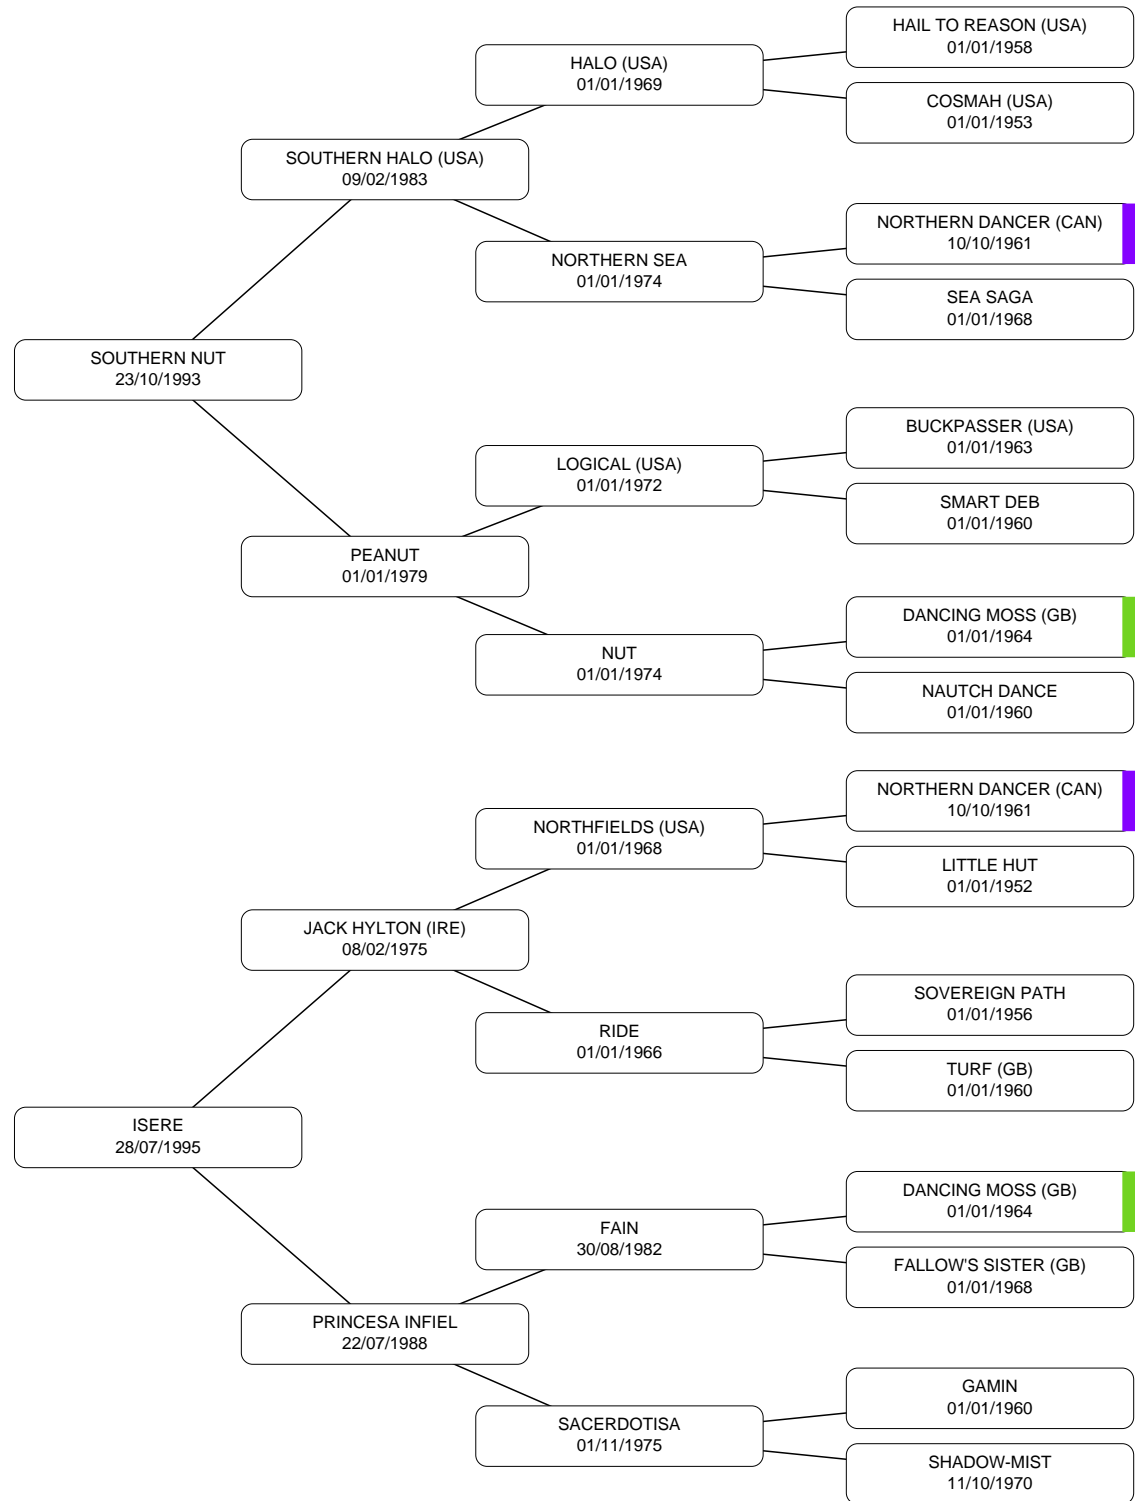 HAIL TO REASON (USA)
01/01/1958
HALO (USA)
01/01/1969
COSMAH (USA)
01/01/1953
SOUTHERN HALO (USA)
09/02/1983
NORTHERN DANCER (CAN)
10/10/1961
NORTHERN SEA
01/01/1974
SEA SAGA
01/01/1968
SOUTHERN NUT
23/10/1993
BUCKPASSER (USA)
01/01/1963
LOGICAL (USA)
01/01/1972
SMART DEB
01/01/1960
PEANUT
01/01/1979
DANCING MOSS (GB)
01/01/1964
NUT
01/01/1974
NAUTCH DANCE
01/01/1960
NORTHERN DANCER (CAN)
10/10/1961
NORTHFIELDS (USA)
01/01/1968
LITTLE HUT
01/01/1952
JACK HYLTON (IRE)
08/02/1975
SOVEREIGN PATH
01/01/1956
RIDE
01/01/1966
TURF (GB)
01/01/1960
ISERE
28/07/1995
DANCING MOSS (GB)
01/01/1964
FAIN
30/08/1982
FALLOW'S SISTER (GB)
01/01/1968
PRINCESA INFIEL
22/07/1988
GAMIN
01/01/1960
SACERDOTISA
01/11/1975
SHADOW-MIST
11/10/1970